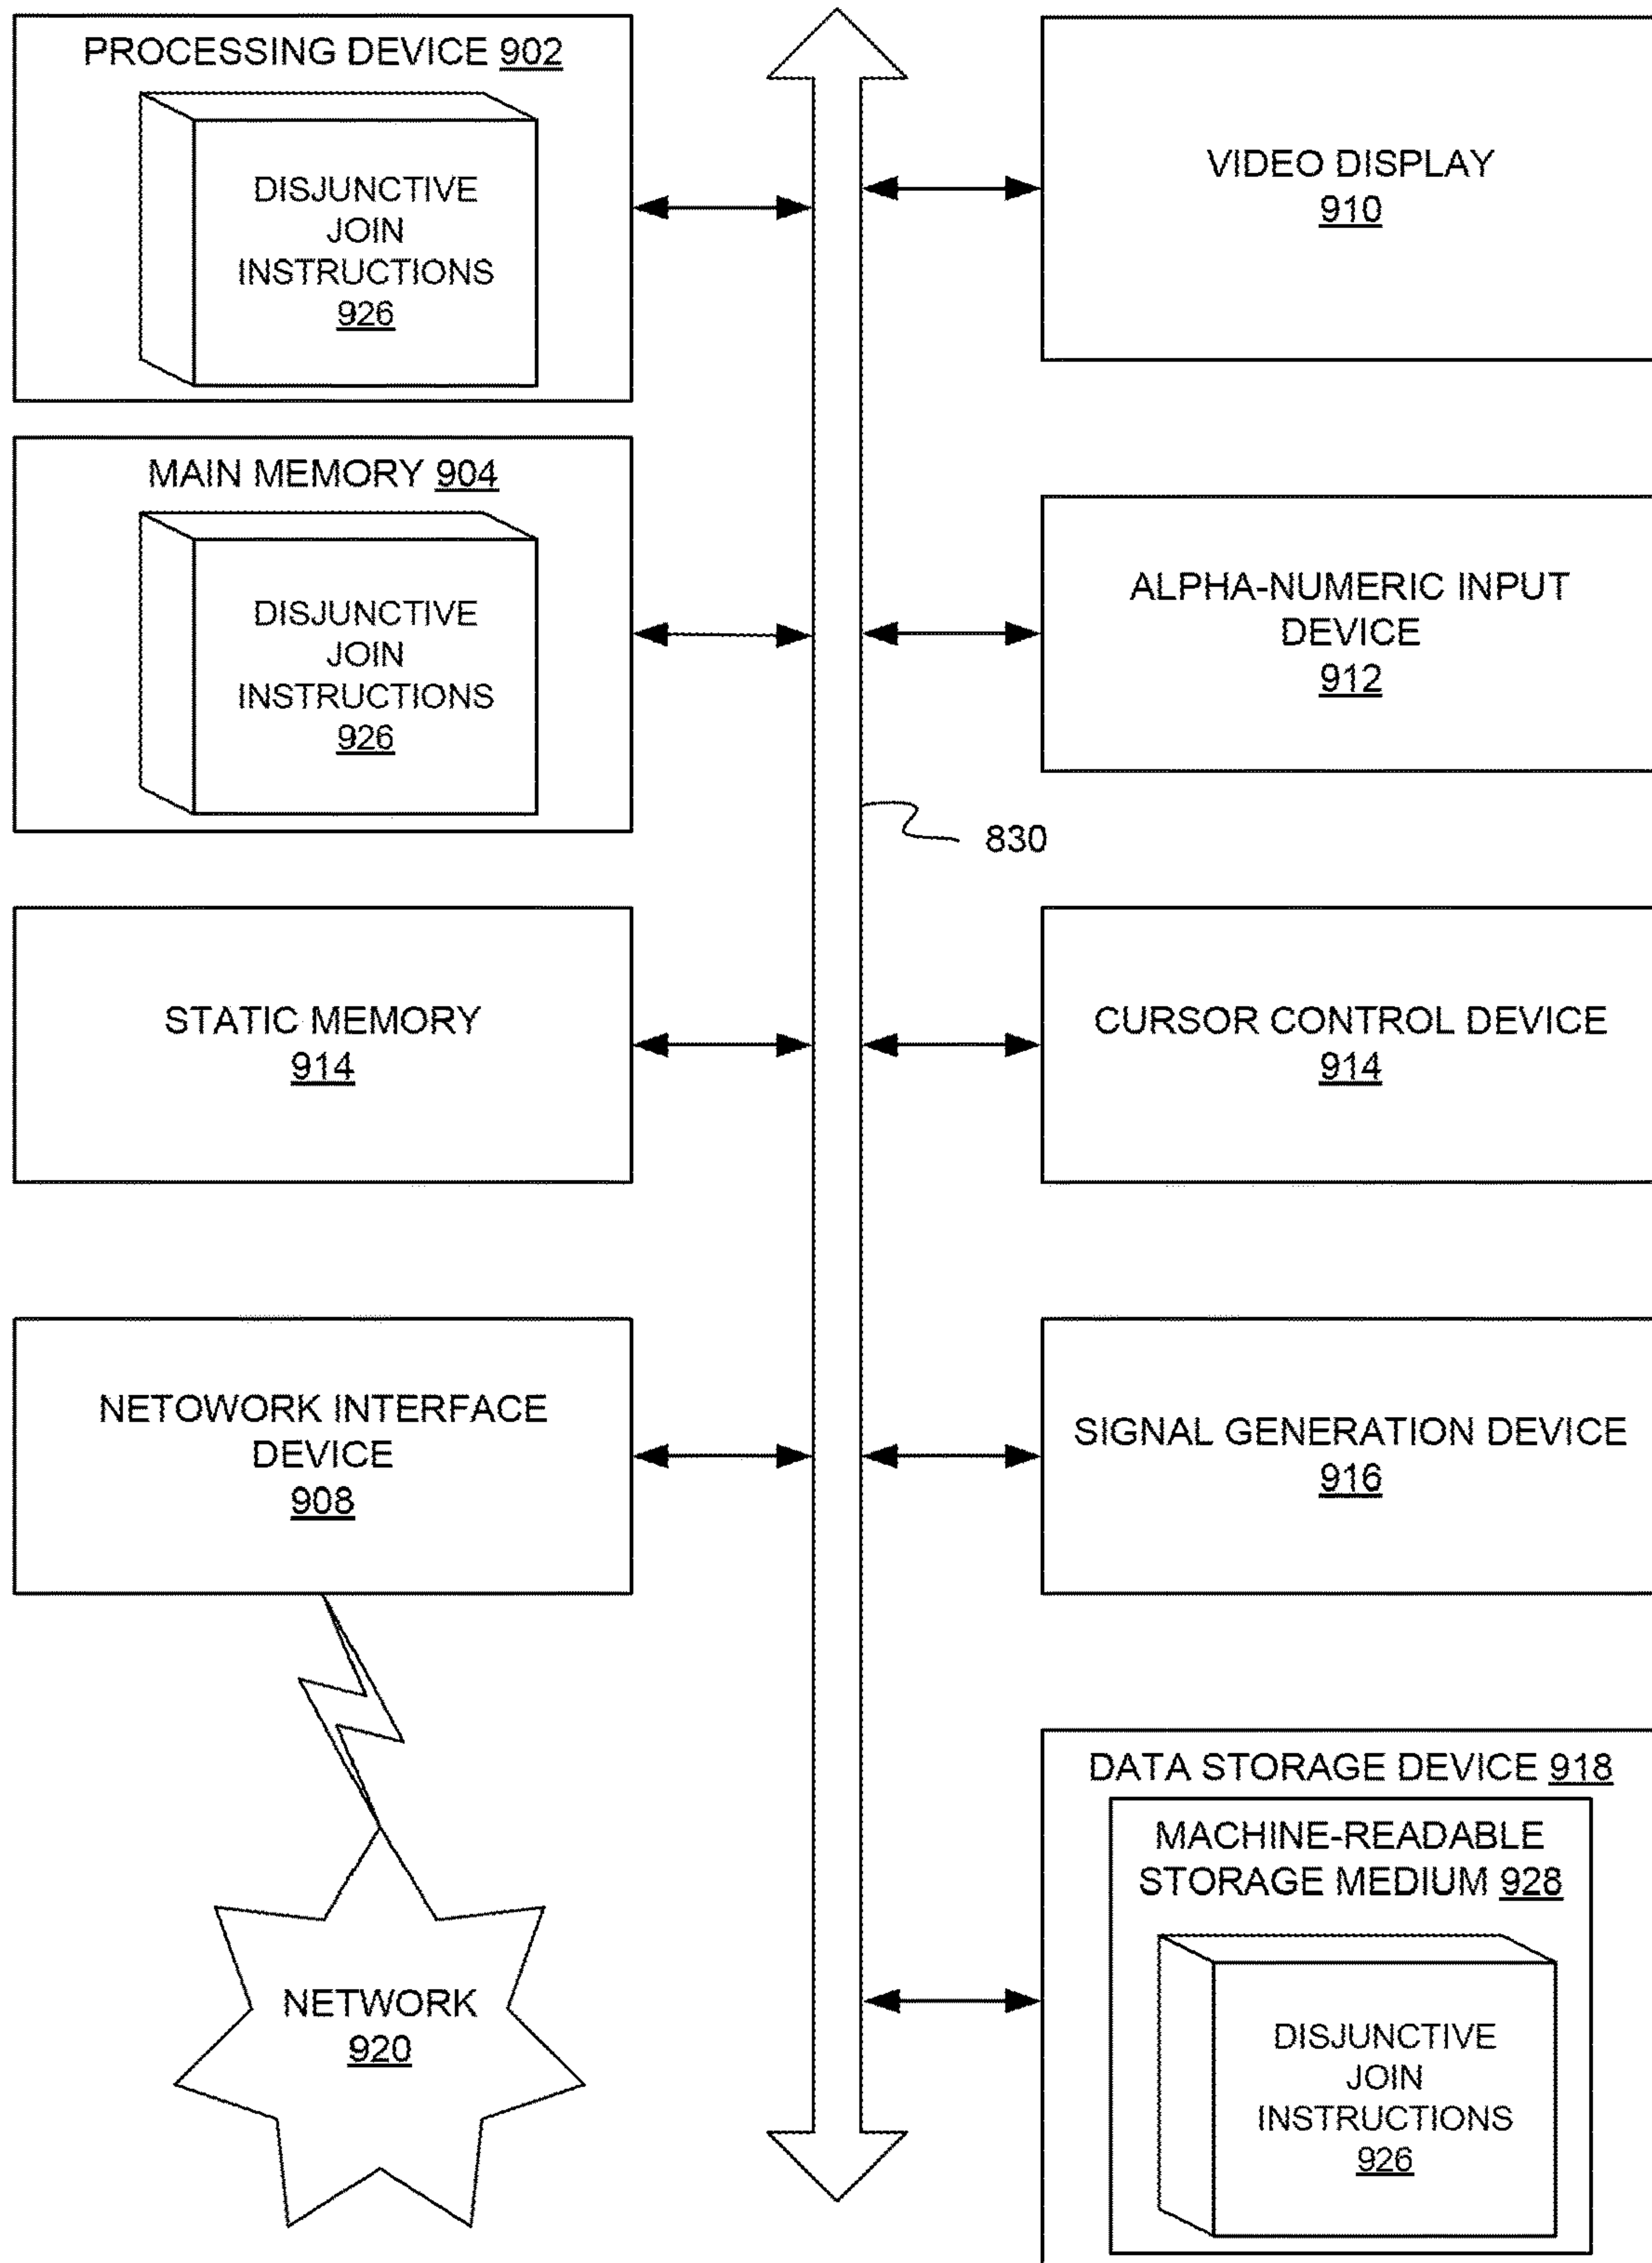 PROCESSING DEVICE 902
DISJUNCTIVE
JOIN
INSTRUCTIONS
926
MAIN MEMORY 904
DISJUNCTIVE
JOIN
INSTRUCTIONS
926
STATIC MEMORY
914
NETOWORK INTERFACE
DEVICE
908
NETWORK
920
830
VIDEO DISPLAY
910
ALPHA-NUMERIC INPUT
DEVICE
912
CURSOR CONTROL DEVICE
914
SIGNAL GENERATION DEVICE
916
DATA STORAGE DEVICE 918
MACHINE-READABLE
STORAGE MEDIUM 928
DISJUNCTIVE
JOIN
INSTRUCTIONS
926